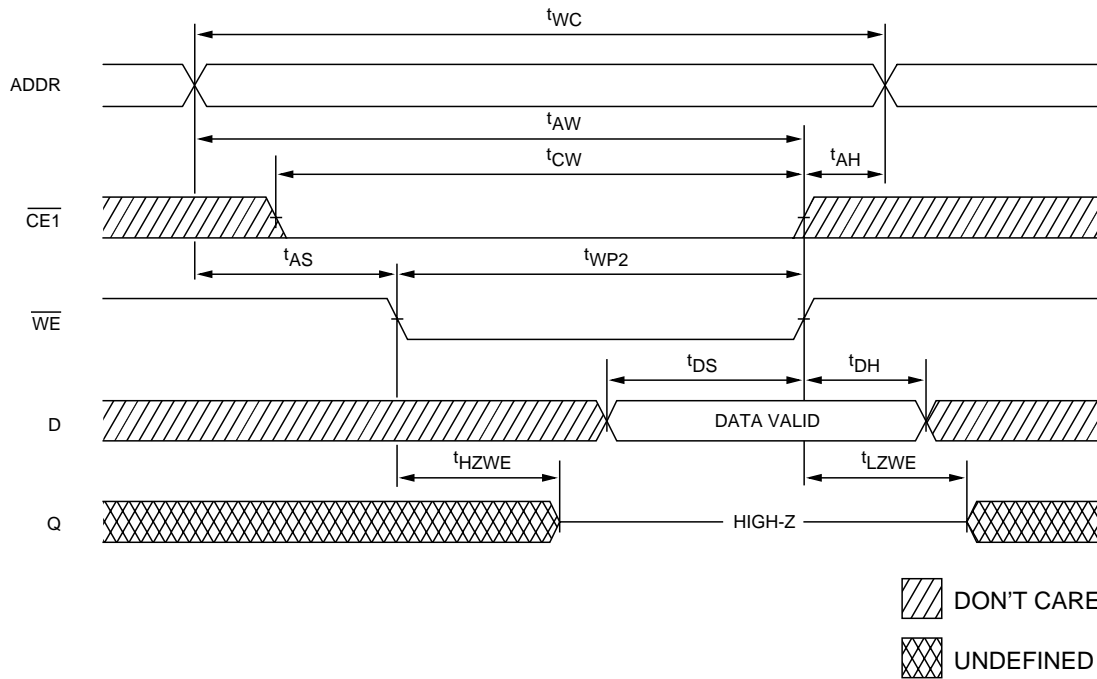 tWC
ADDR
tAW
tCW
tAH
CE1
tAS
tWP2
WE
tDS
tDH
D
DATA VALID
tHZWE
tLZWE
Q
HIGH-Z
DON'T CARE
UNDEFINED